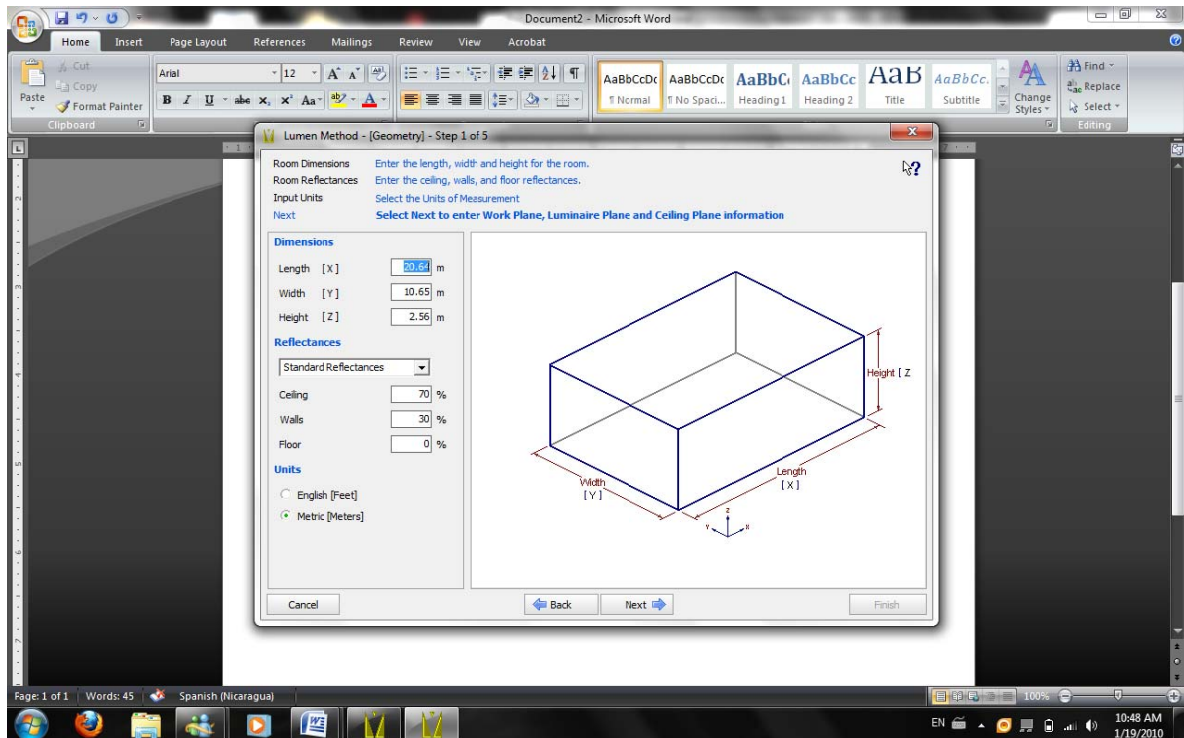 Document2 - Microsoft Word
Home Insert Page Layout References Mailings Review View Acrobat
Cut
Copy
Paste
Format Painter
Clipboard
Arial 12
AaBbCcDc AaBbCcDc AaBbC AaBbCc AaB AaBbCc.
¶ Normal ¶ No Spaci... Heading 1 Heading 2 Title Subtitle
Change Styles
Find
Replace
Select
Editing
Lumen Method - [Geometry] - Step 1 of 5
Room Dimensions Enter the length, width and height for the room.
Room Reflectances Enter the ceiling, walls, and floor reflectances.
Input Units Select the Units of Measurement
Next Select Next to enter Work Plane, Luminaire Plane and Ceiling Plane information
Dimensions
Length [X] 20.64 m
Width [Y] 10.65 m
Height [Z] 2.56 m
Reflectances
Standard Reflectances
Ceiling 70 %
Walls 30 %
Floor 0 %
Units
English [Feet]
Metric [Meters]
Height [ Z
Width
[ Y ]
Length
[ X ]
Z
Y X
Cancel Back Next Finish
Page: 1 of 1 Words: 45 Spanish (Nicaragua) 100%
EN 10:48 AM
1/19/2010